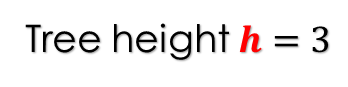 Tree height h = 3